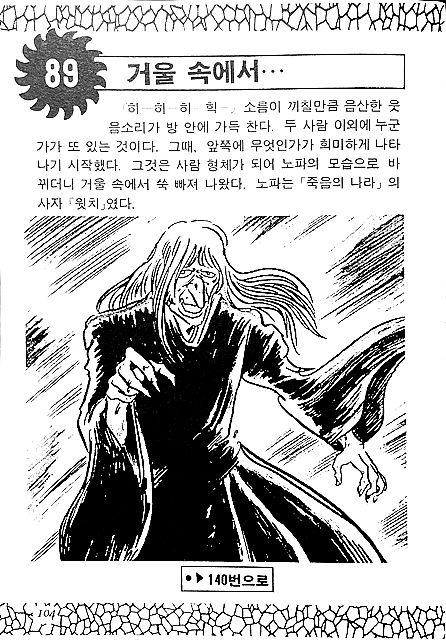 89
거울 속에서…
「히—히—히—힉—」 소름이 끼칠만큼 음산한 웃
음소리가 방 안에 가득 찬다. 두 사람 이외에 누군
가가 또 있는 것이다. 그때, 앞쪽에 무엇인가가 희미하게 나타
나기 시작했다. 그것은 사람 형체가 되어 노파의 모습으로 바
뀌더니 거울 속에서 쑥 빠져 나왔다. 노파는 「죽음의 나라」의
사자 『윗치』였다.
●▶140번으로
104